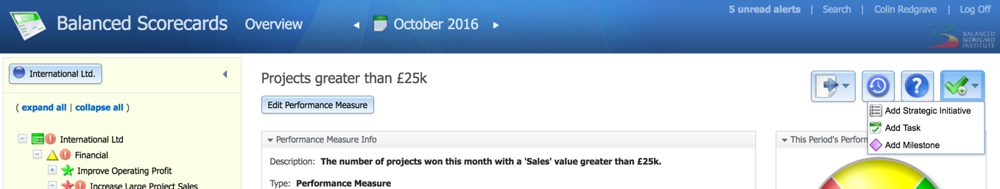 Balanced Scorecards Overview October 2016 5 unread alerts | Search | Colin Redgrave | Log Off
BALANCED
SCORECARD
INSTITUTE
International Ltd.
( expand all | collapse all )
International Ltd
Financial
Improve Operating Profit
Increase Large Project Sales
Projects greater than £25k
Edit Performance Measure
Performance Measure Info
Description: The number of projects won this month with a 'Sales' value greater than £25k.
Type: Performance Measure
Add Strategic Initiative
Add Task
Add Milestone
This Period's Perform